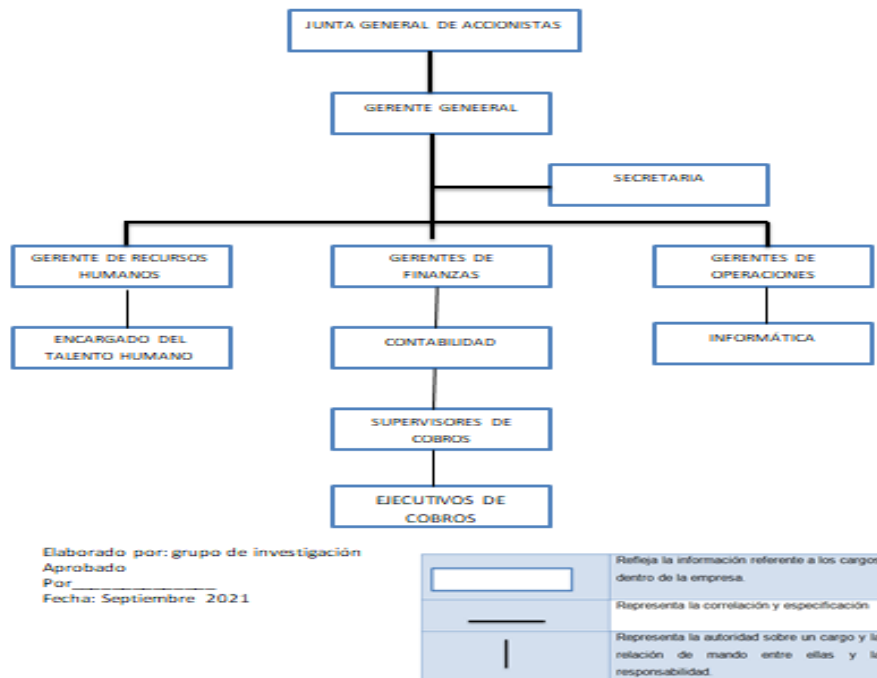 JUNTA GENERAL DE ACCIONISTAS
GERENTE GENEERAL
SECRETARIA
GERENTE DE RECURSOS
HUMANOS
GERENTES DE
FINANZAS
GERENTES DE
OPERACIONES
ENCARGADO DEL
TALENTO HUMANO
CONTABILIDAD
INFORMÁTICA
SUPERVISORES DE
COBROS
EJECUTIVOS DE
COBROS
Elaborado por: grupo de investigación
Aprobado
Por_______________
Fecha: Septiembre 2021
Refleja la información referente a los cargos
dentro de la empresa.
Representa la correlación y especificación
Representa la autoridad sobre un cargo y la
relación de mando entre ellas y la
responsabilidad.